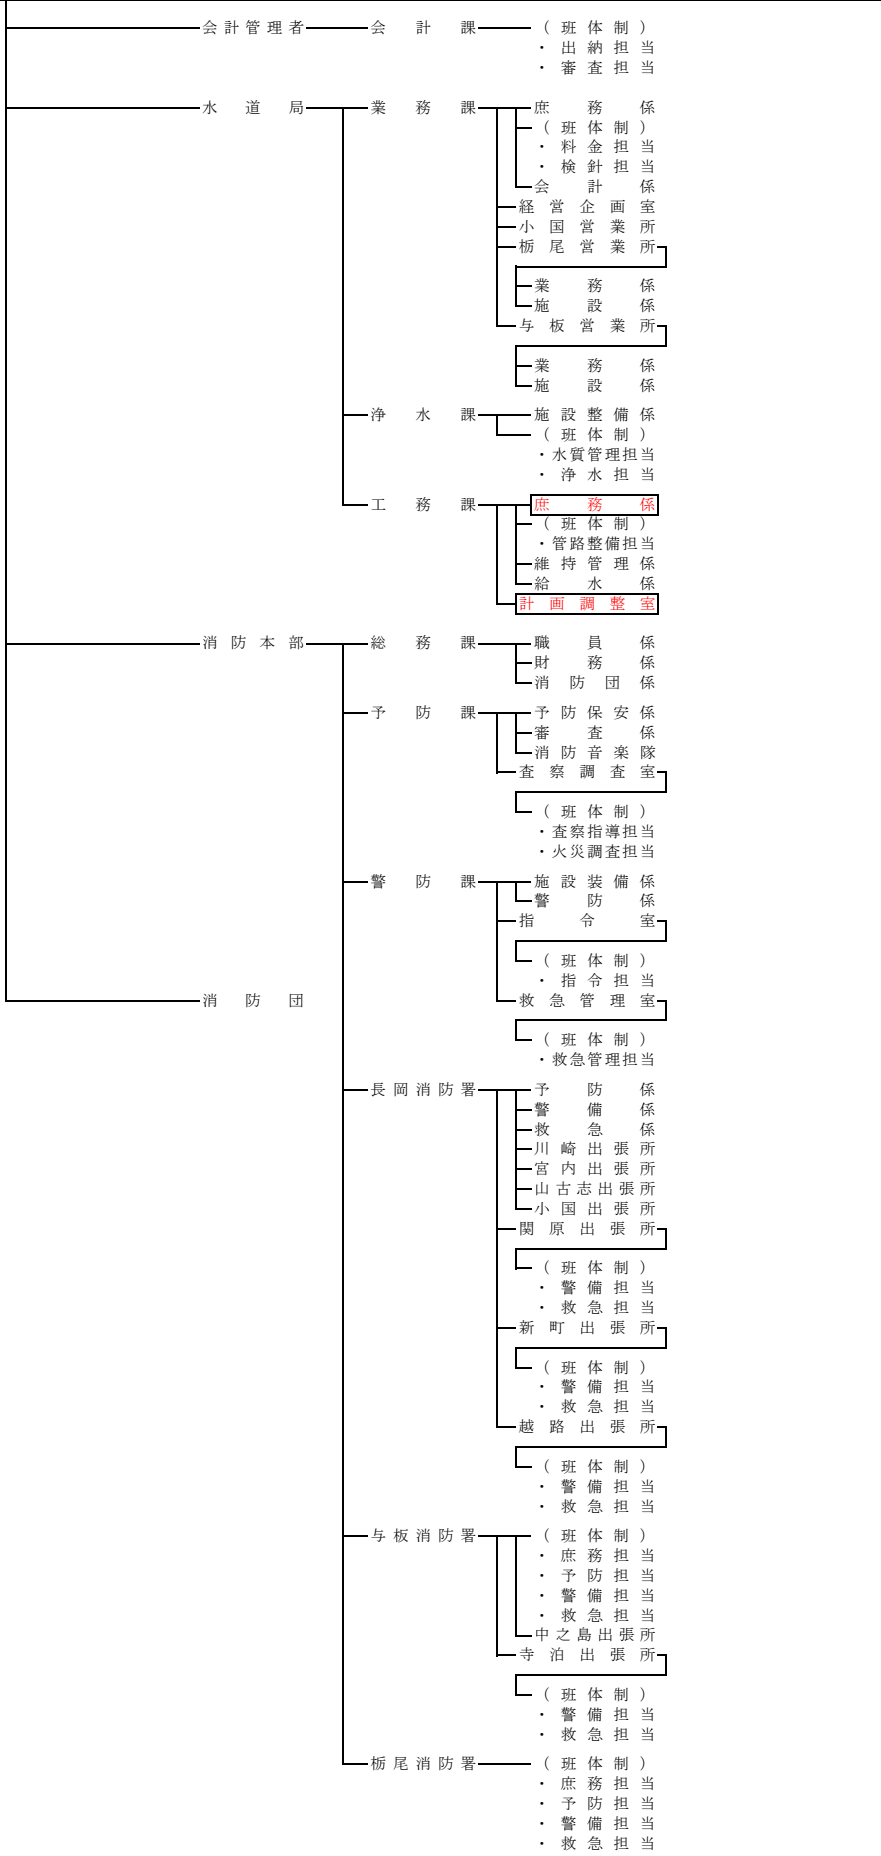 会計管理者 会計課 (班体制)
・出納担当
・審査担当
水道局 業務課 庶務係
(班体制)
・料金担当
・検針担当
会計係
経営企画室
小国営業所
栃尾営業所
業務係
施設係
与板営業所
業務係
施設係
浄水課 施設整備係
(班体制)
・水質管理担当
・浄水担当
工務課 庶務係
(班体制)
・管路整備担当
維持管理係
給水係
計画調整室
消防本部 総務課 職員係
財務係
消防団係
予防課 予防保安係
審査係
消防音楽隊
査察調査室
(班体制)
・査察指導担当
・火災調査担当
警防課 施設装備係
警防係
指令室
(班体制)
・指令担当
消防団 救急管理室
(班体制)
・救急管理担当
長岡消防署 予防係
警備係
救急係
川崎出張所
宮内出張所
山古志出張所
小国出張所
関原出張所
(班体制)
・警備担当
・救急担当
新町出張所
(班体制)
・警備担当
・救急担当
越路出張所
(班体制)
・警備担当
・救急担当
与板消防署 (班体制)
・庶務担当
・予防担当
・警備担当
・救急担当
中之島出張所
寺泊出張所
(班体制)
・警備担当
・救急担当
栃尾消防署 (班体制)
・庶務担当
・予防担当
・警備担当
・救急担当